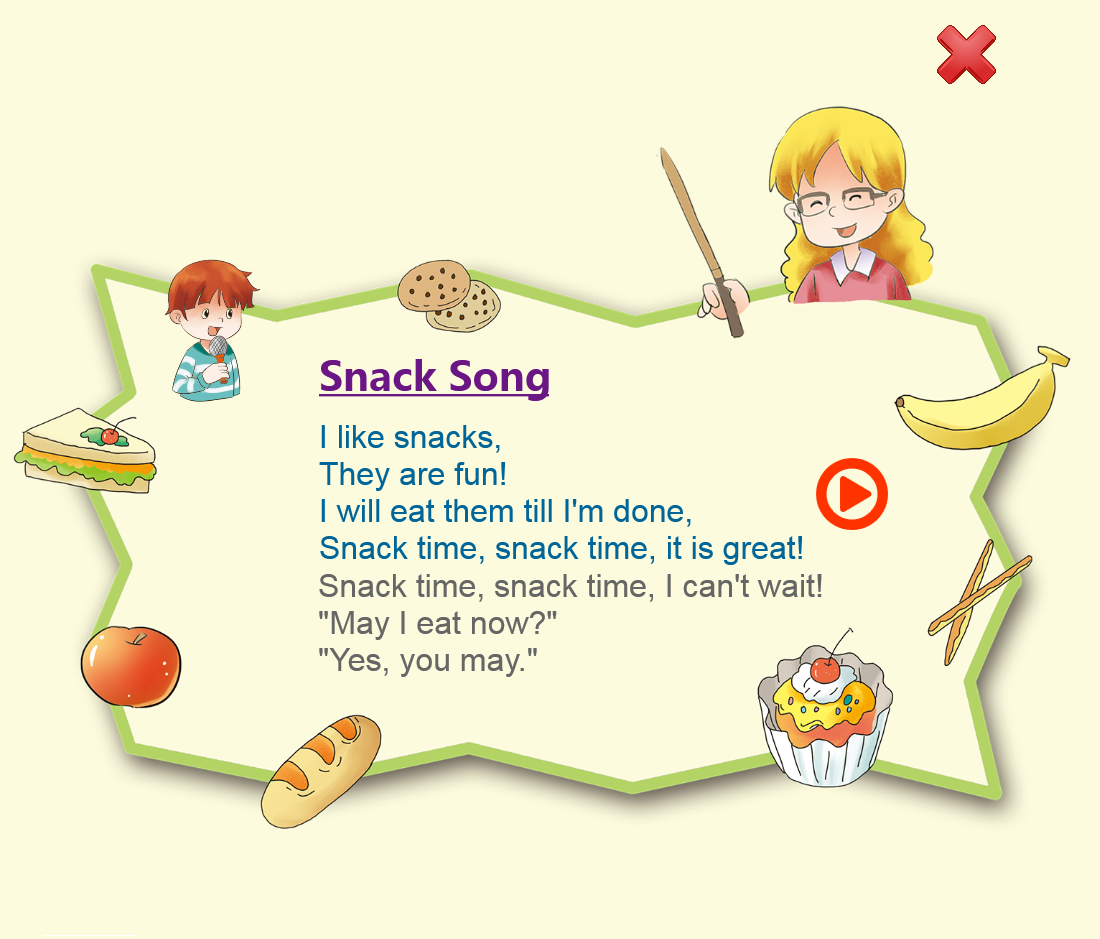 Snack Song
I like snacks,
They are fun!
I will eat them till I'm done,
Snack time, snack time, it is great!
Snack time, snack time, I can't wait!
"May I eat now?"
"Yes, you may."